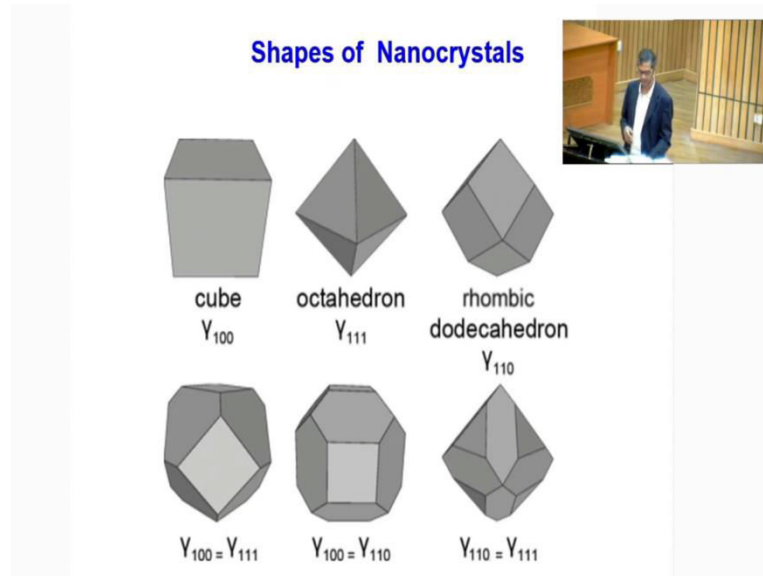 Shapes of Nanocrystals
cube octahedron rhombic
dodecahedron
γ₁₀₀ γ₁₁₁
γ₁₁₀
γ₁₀₀ = γ₁₁₁ γ₁₀₀ = γ₁₁₀ γ₁₁₀ = γ₁₁₁